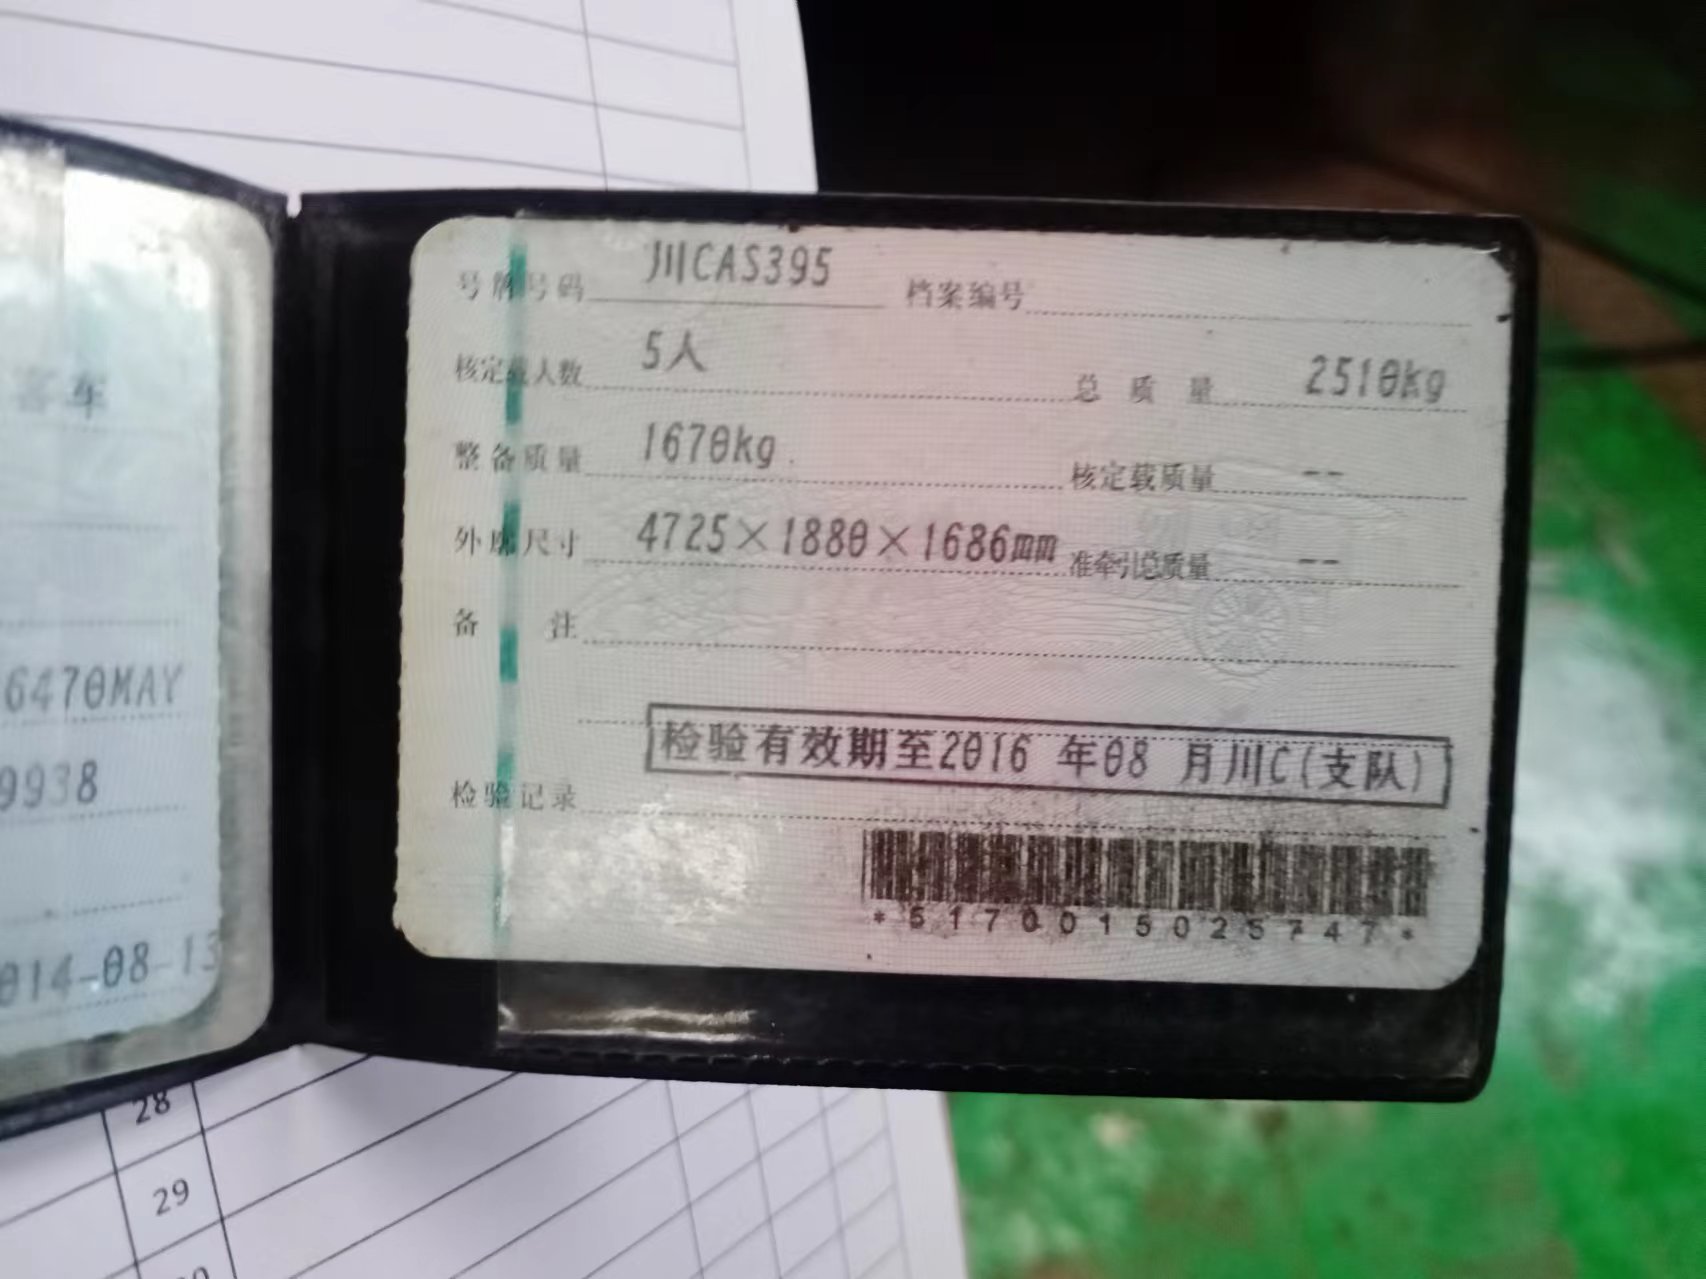 客车
6470MAY
9938
014-08-13
号牌号码 川CAS395 档案编号
核定载人数 5人 总质量 2510kg
整备质量 1670kg 核定载质量 --
外廓尺寸 4725×1880×1686mm 准牵引总质量 --
备注
检验有效期至2016 年08 月川C(支队)
检验记录
*5170015025747*
28
29